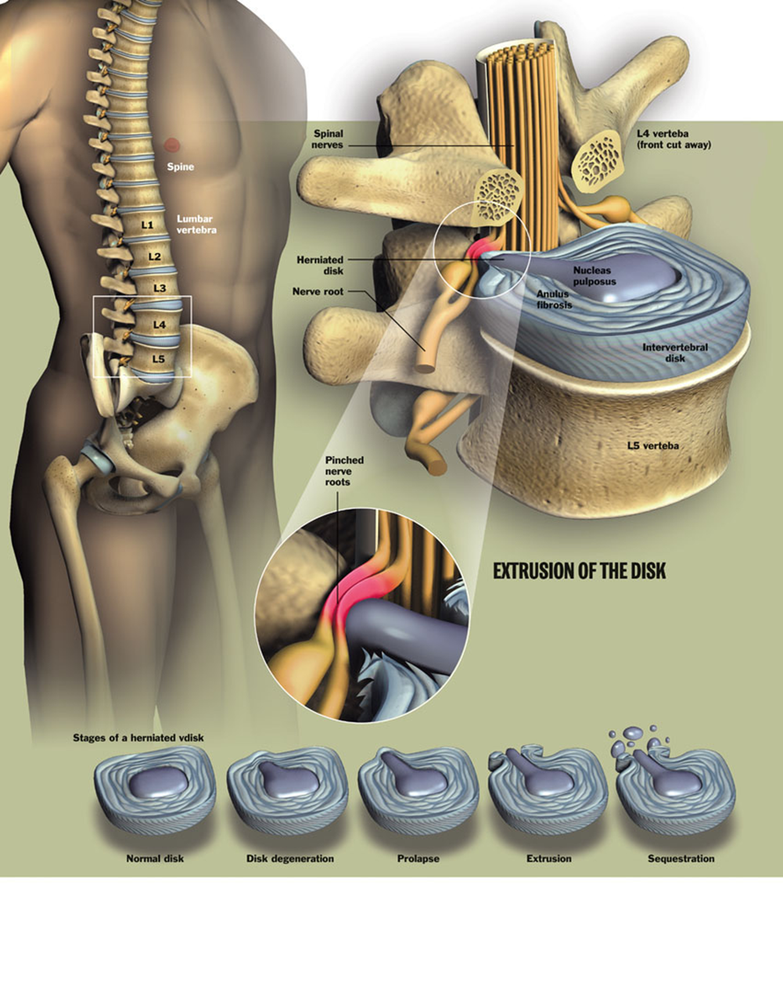 Spinal
nerves
L4 verteba
(front cut away)
Spine
Lumbar
vertebra
L1
L2
L3
L4
L5
Herniated
disk
Nerve root
Nucleas
pulposus
Anulus
fibrosis
Intervertebral
disk
L5 verteba
Pinched
nerve
roots
EXTRUSION OF THE DISK
Stages of a herniated vdisk
Normal disk
Disk degeneration
Prolapse
Extrusion
Sequestration